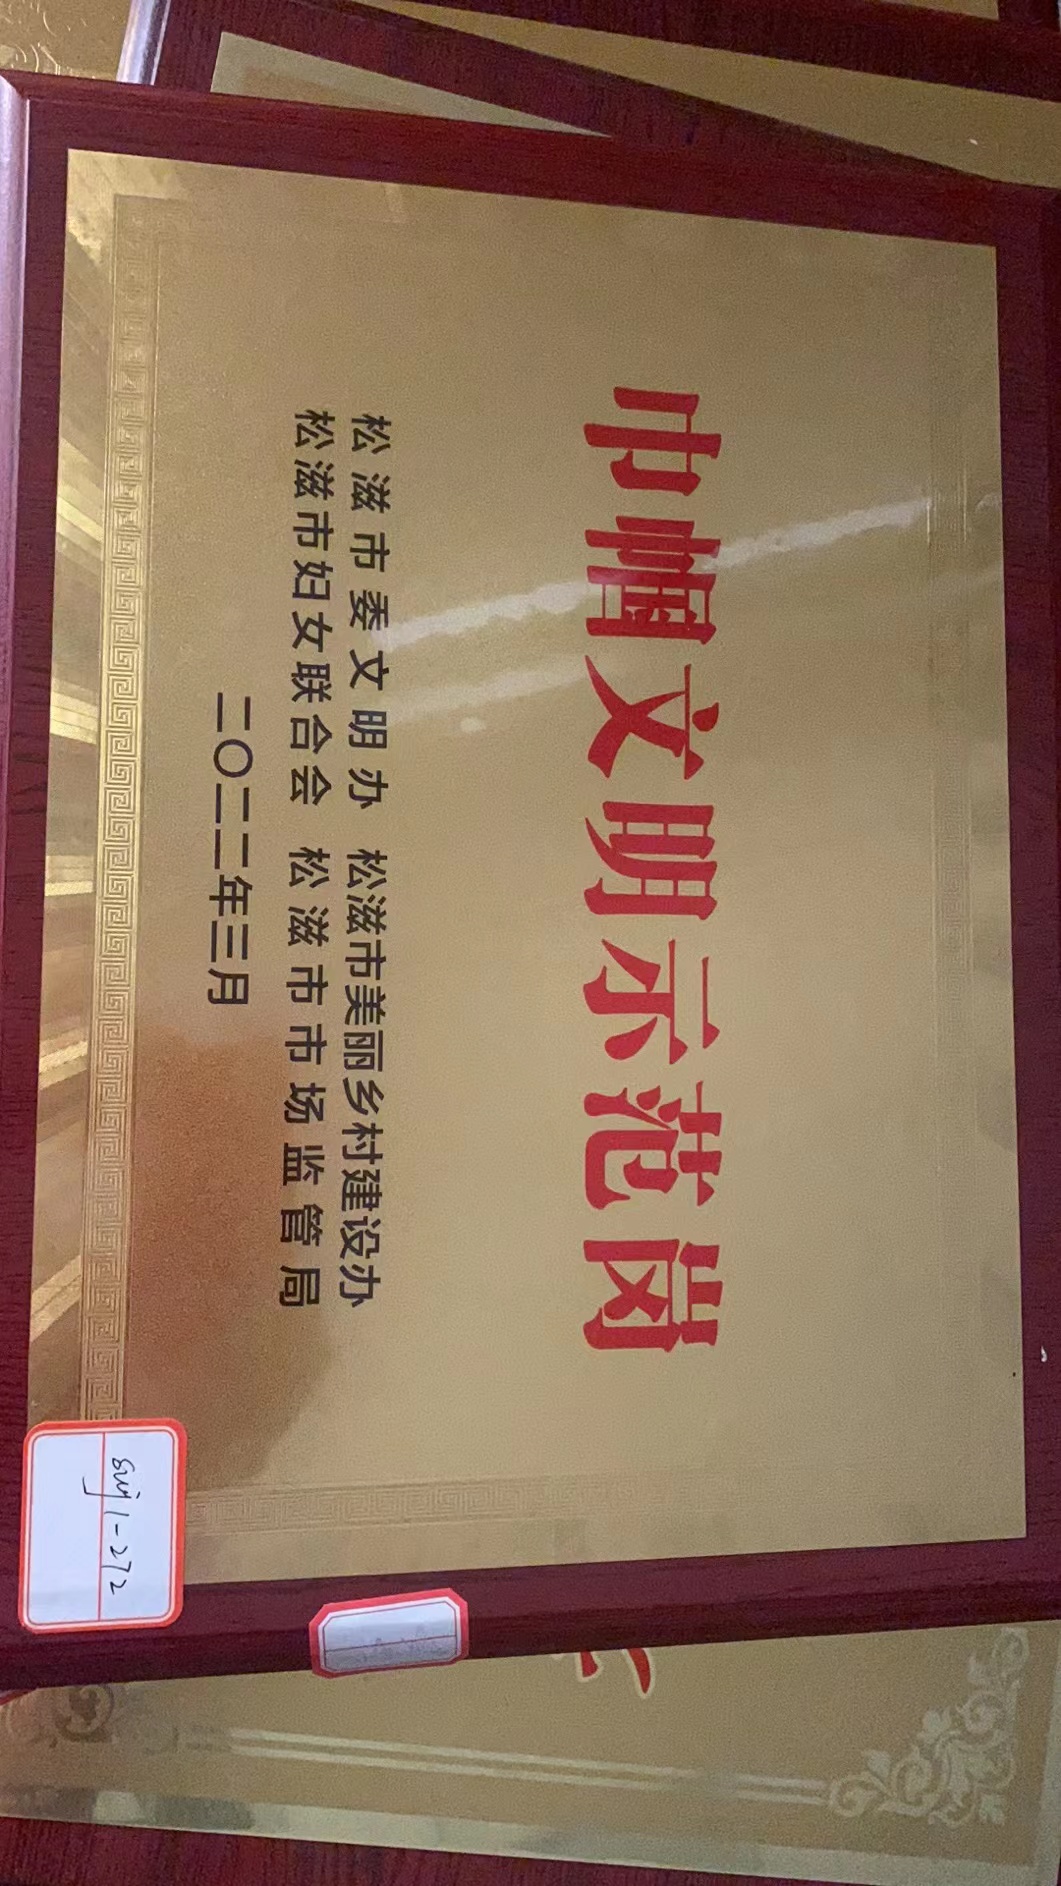 巾帼文明示范岗
松滋市委文明办 松滋市美丽乡村建设办
松滋市妇女联合会 松滋市市场监管局
二〇二二年三月